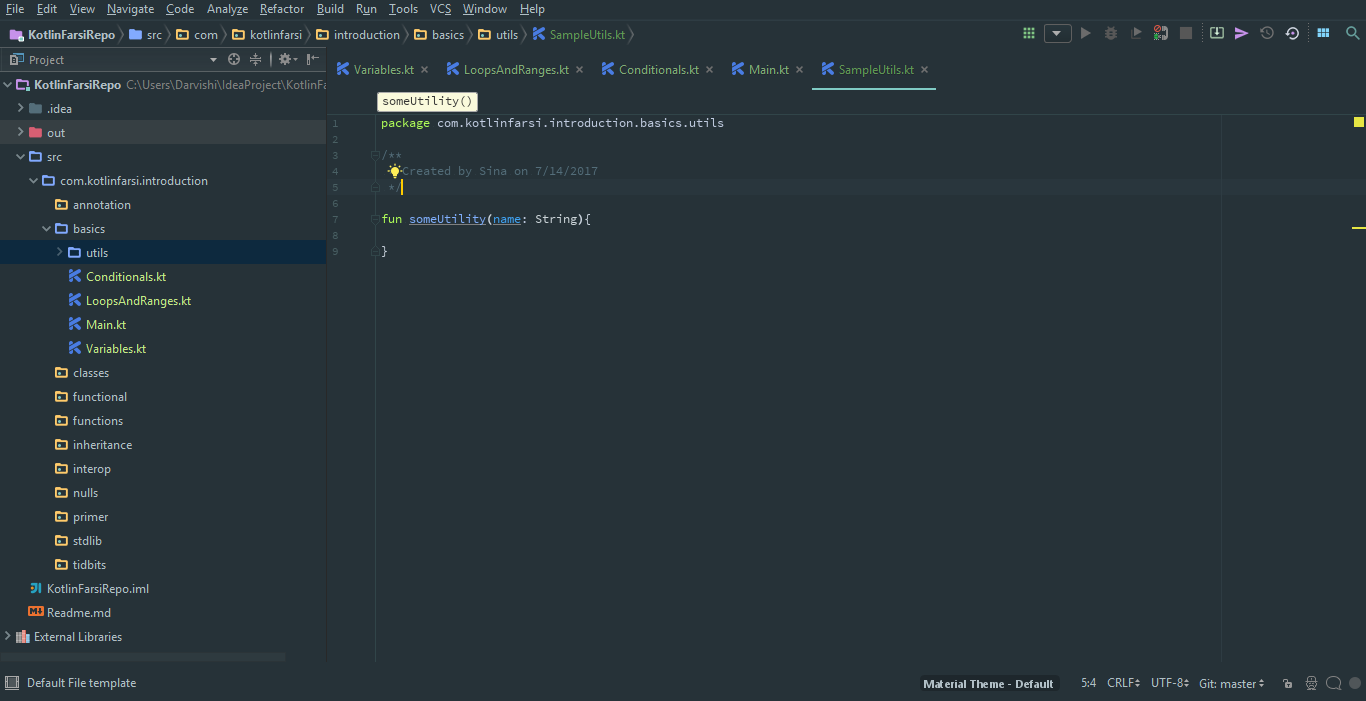 File Edit View Navigate Code Analyze Refactor Build Run Tools VCS Window Help
KotlinFarsiRepo src com kotlinfarsi introduction basics utils SampleUtils.kt
Project
Variables.kt LoopsAndRanges.kt Conditionals.kt Main.kt SampleUtils.kt
KotlinFarsiRepo C:\Users\Darvishi\IdeaProject\KotlinFa
.idea
out
src
com.kotlinfarsi.introduction
annotation
basics
utils
Conditionals.kt
LoopsAndRanges.kt
Main.kt
Variables.kt
classes
functional
functions
inheritance
interop
nulls
primer
stdlib
tidbits
KotlinFarsiRepo.iml
Readme.md
External Libraries
someUtility()
1 package com.kotlinfarsi.introduction.basics.utils
2
3 /**
4 Created by Sina on 7/14/2017
5 */
6
7 fun someUtility(name: String){
8
9 }
Default File template
Material Theme - Default 5:4 CRLF UTF-8 Git: master